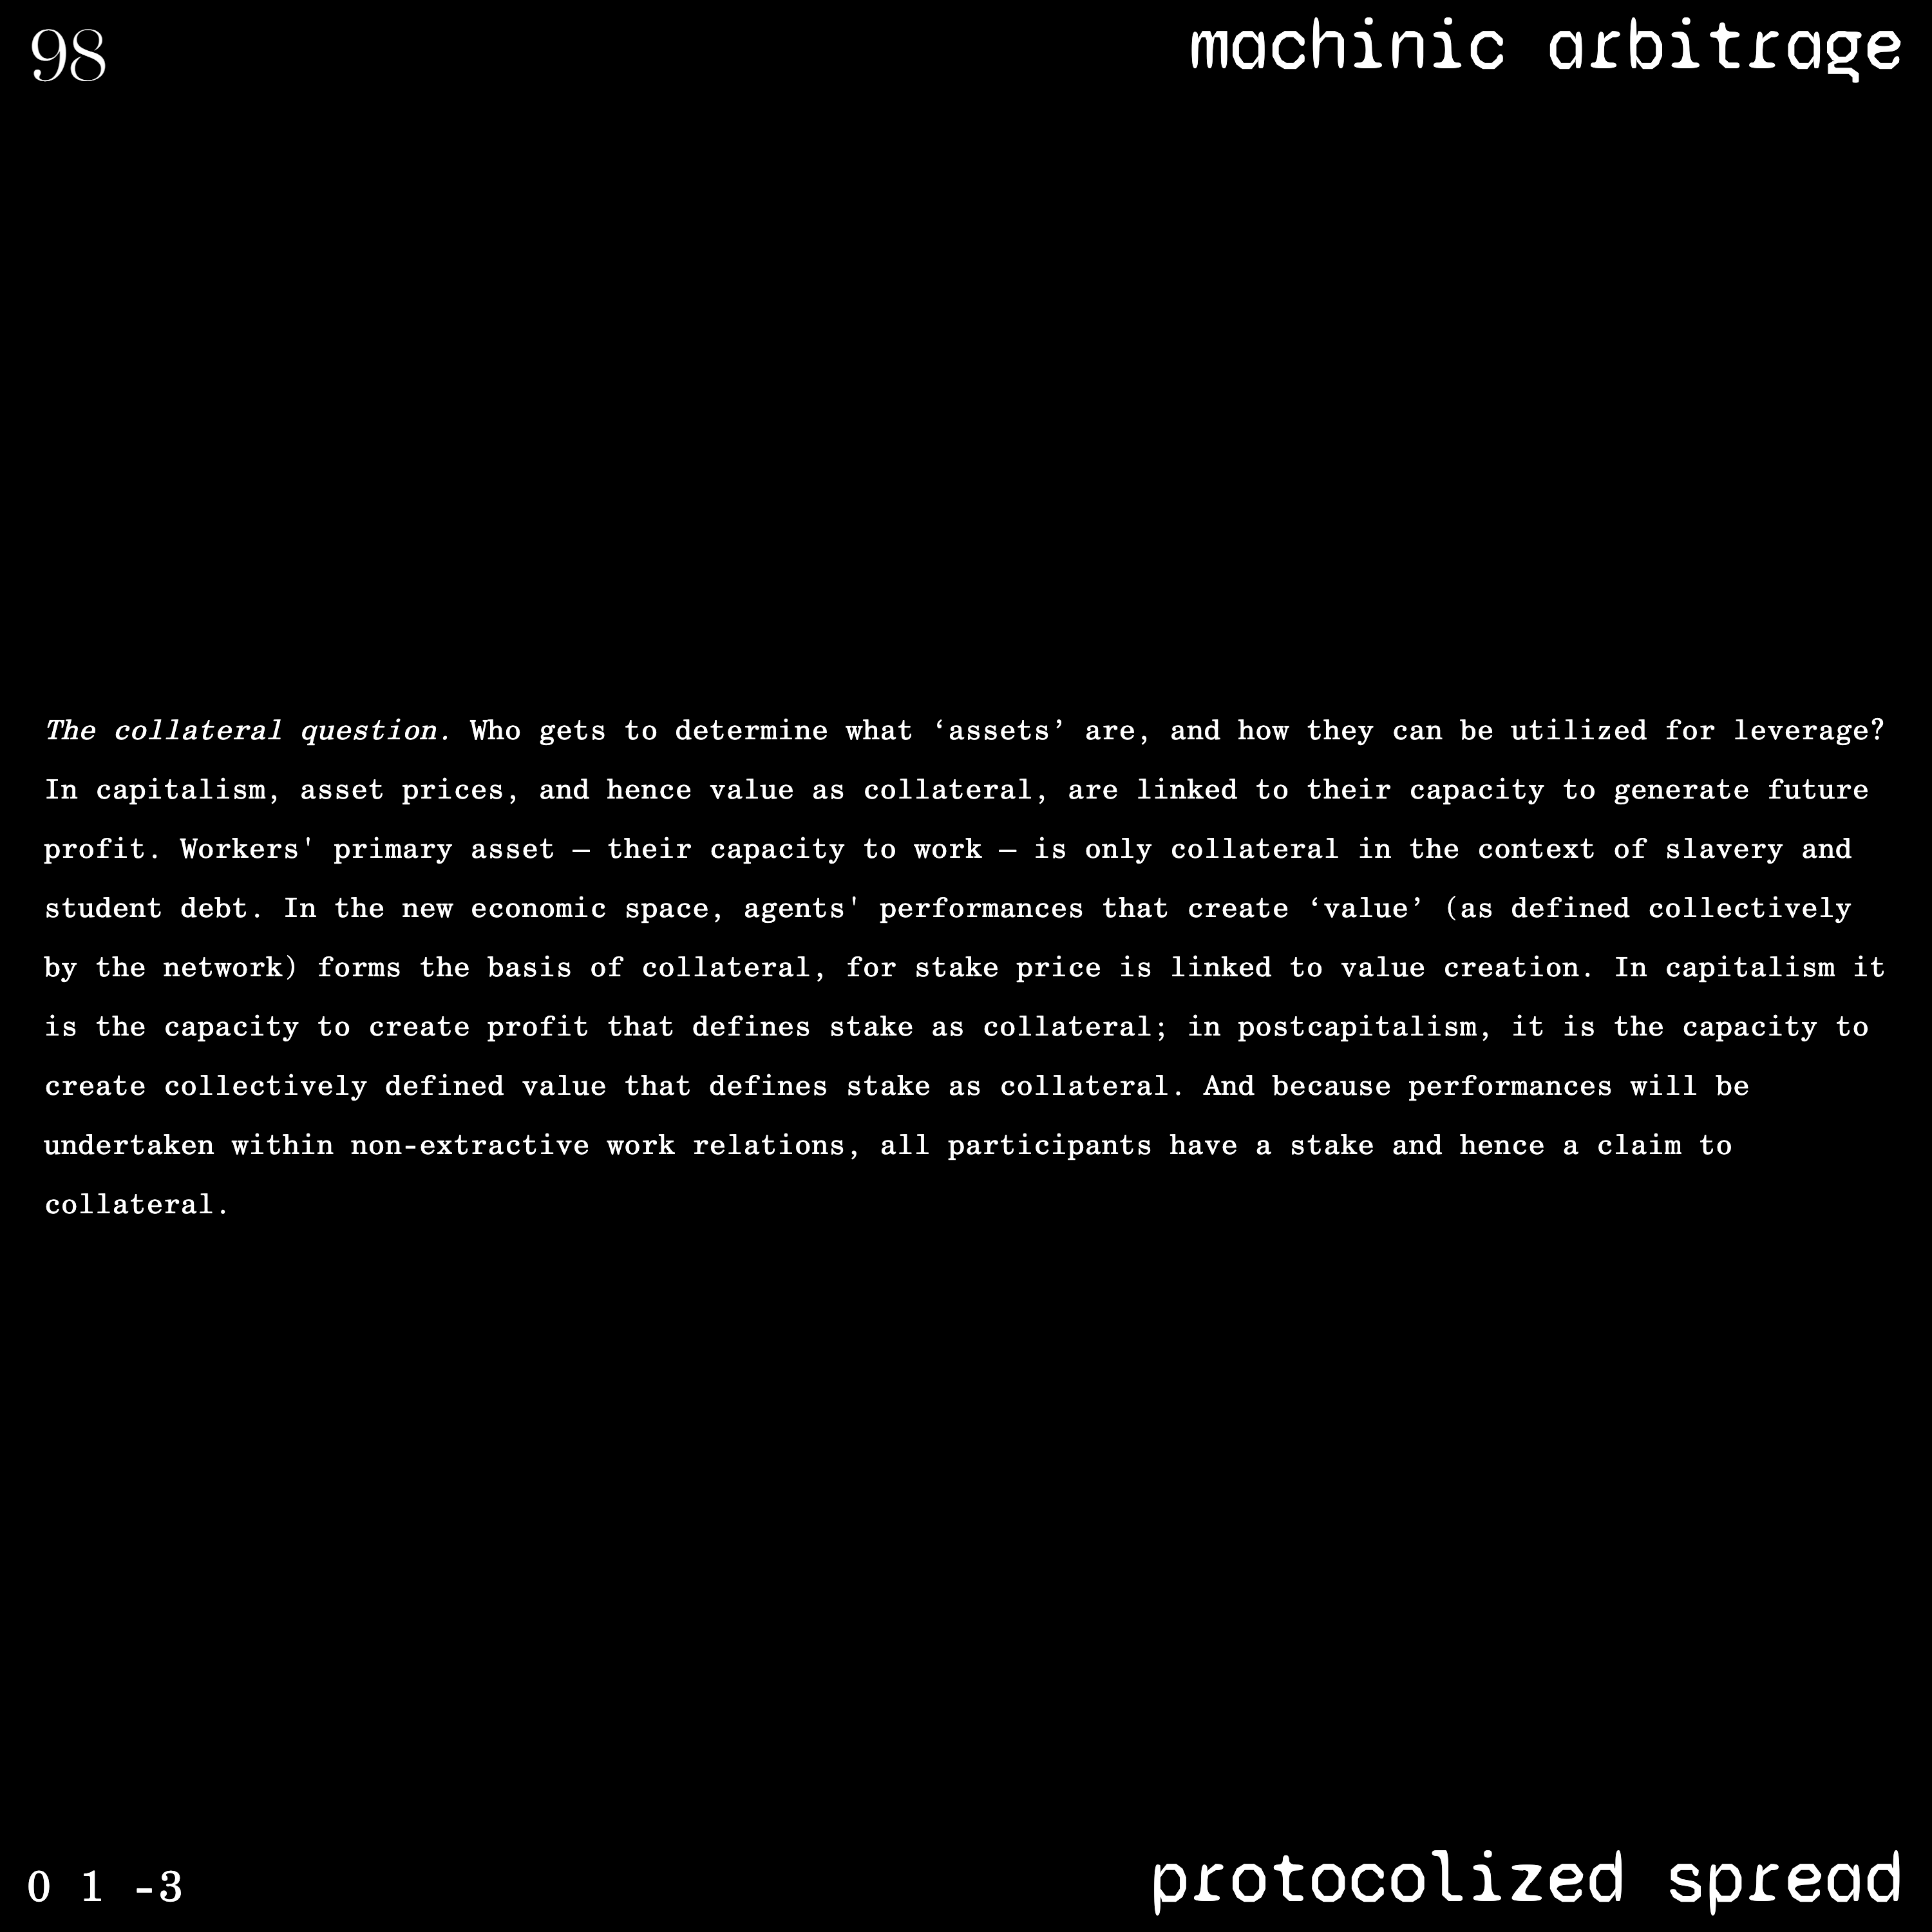 98
machinic arbitrage
The collateral question. Who gets to determine what ‘assets’ are, and how they can be utilized for leverage?
In capitalism, asset prices, and hence value as collateral, are linked to their capacity to generate future
profit. Workers' primary asset – their capacity to work – is only collateral in the context of slavery and
student debt. In the new economic space, agents' performances that create ‘value’ (as defined collectively
by the network) forms the basis of collateral, for stake price is linked to value creation. In capitalism it
is the capacity to create profit that defines stake as collateral; in postcapitalism, it is the capacity to
create collectively defined value that defines stake as collateral. And because performances will be
undertaken within non-extractive work relations, all participants have a stake and hence a claim to
collateral.
0 1 -3
protocolized spread